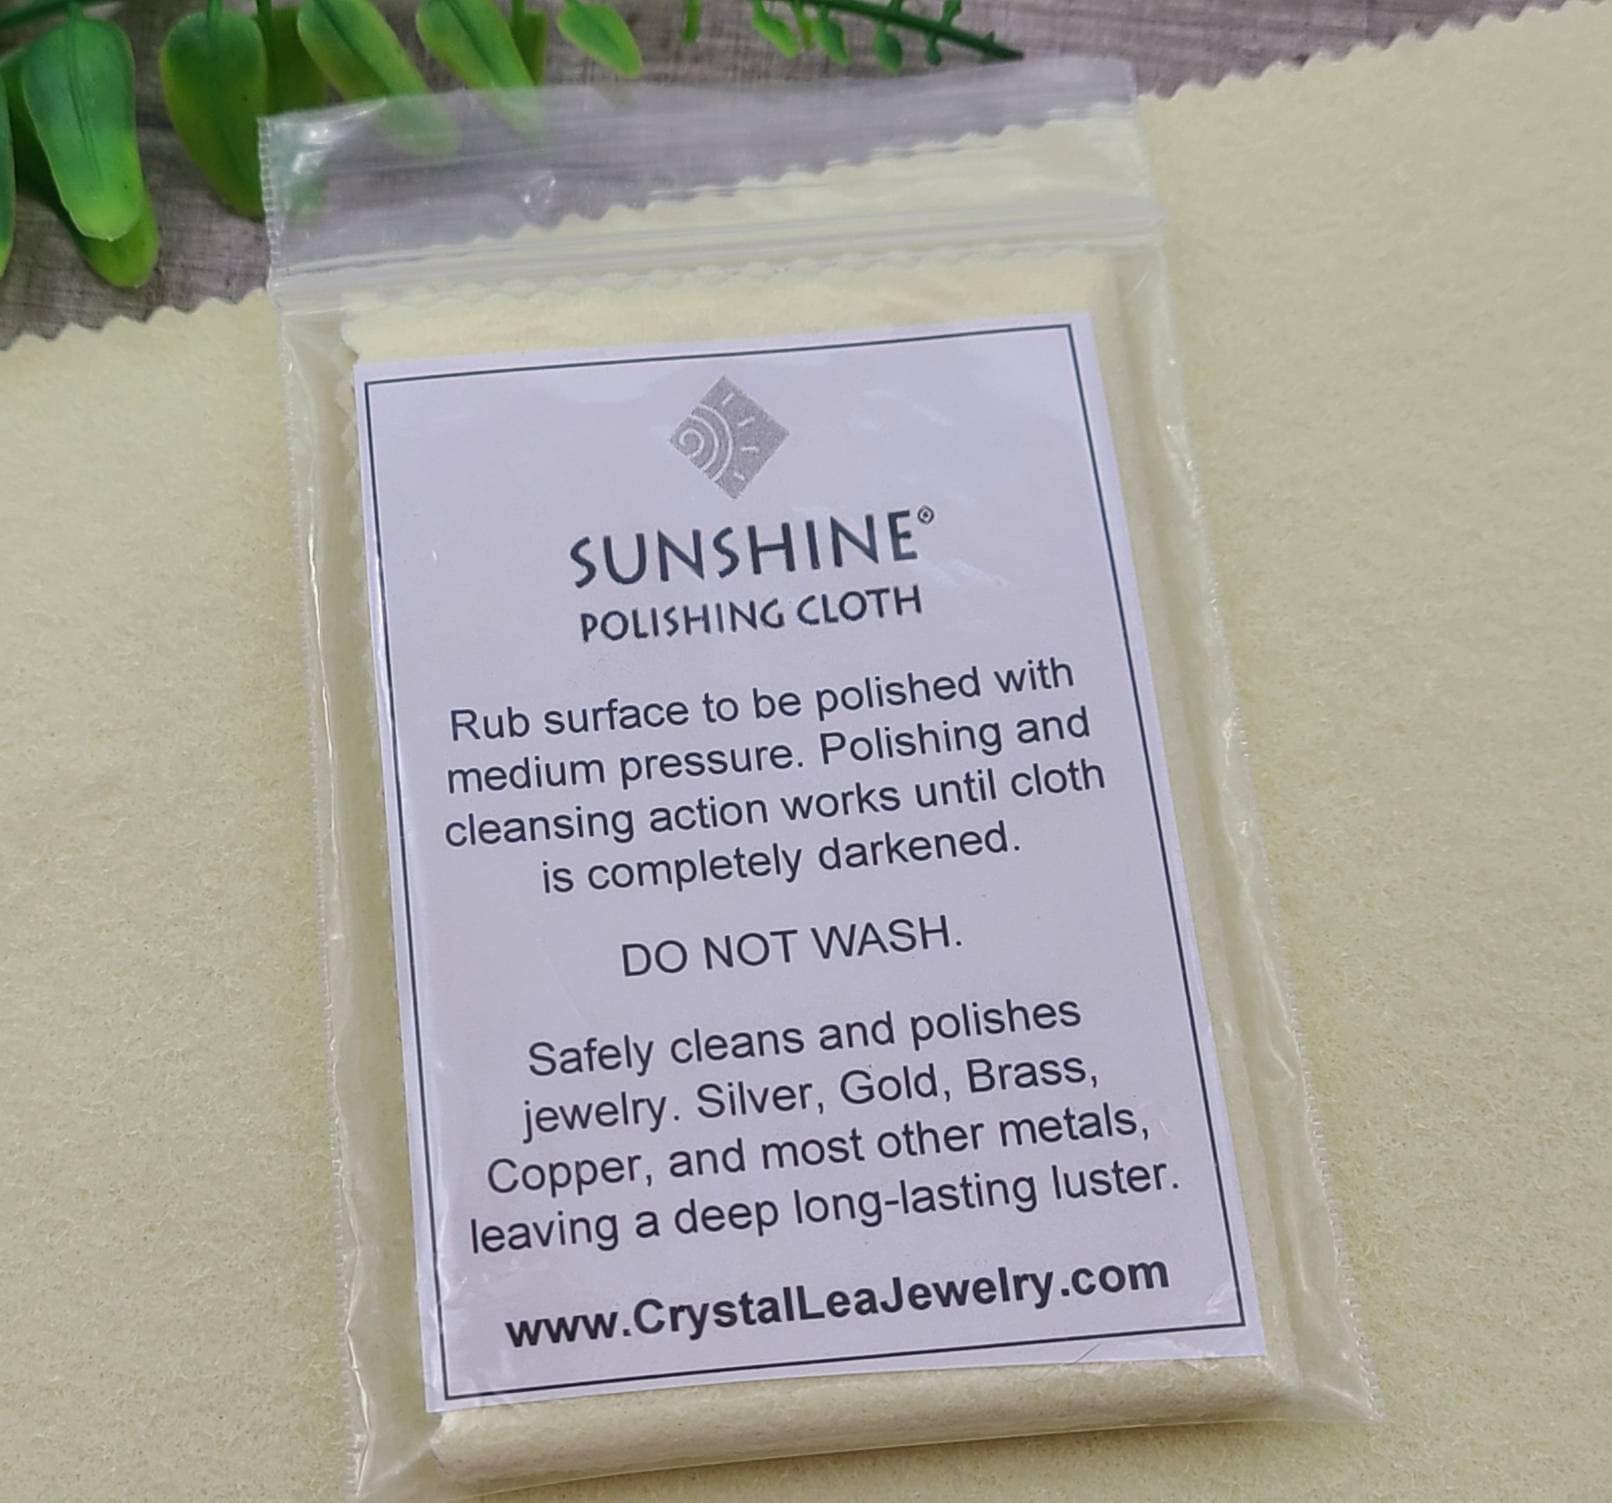 SUNSHINE®
POLISHING CLOTH
Rub surface to be polished with
medium pressure. Polishing and
cleansing action works until cloth
is completely darkened.
DO NOT WASH.
Safely cleans and polishes
jewelry. Silver, Gold, Brass,
Copper, and most other metals,
leaving a deep long-lasting luster.
www.CrystalLeaJewelry.com